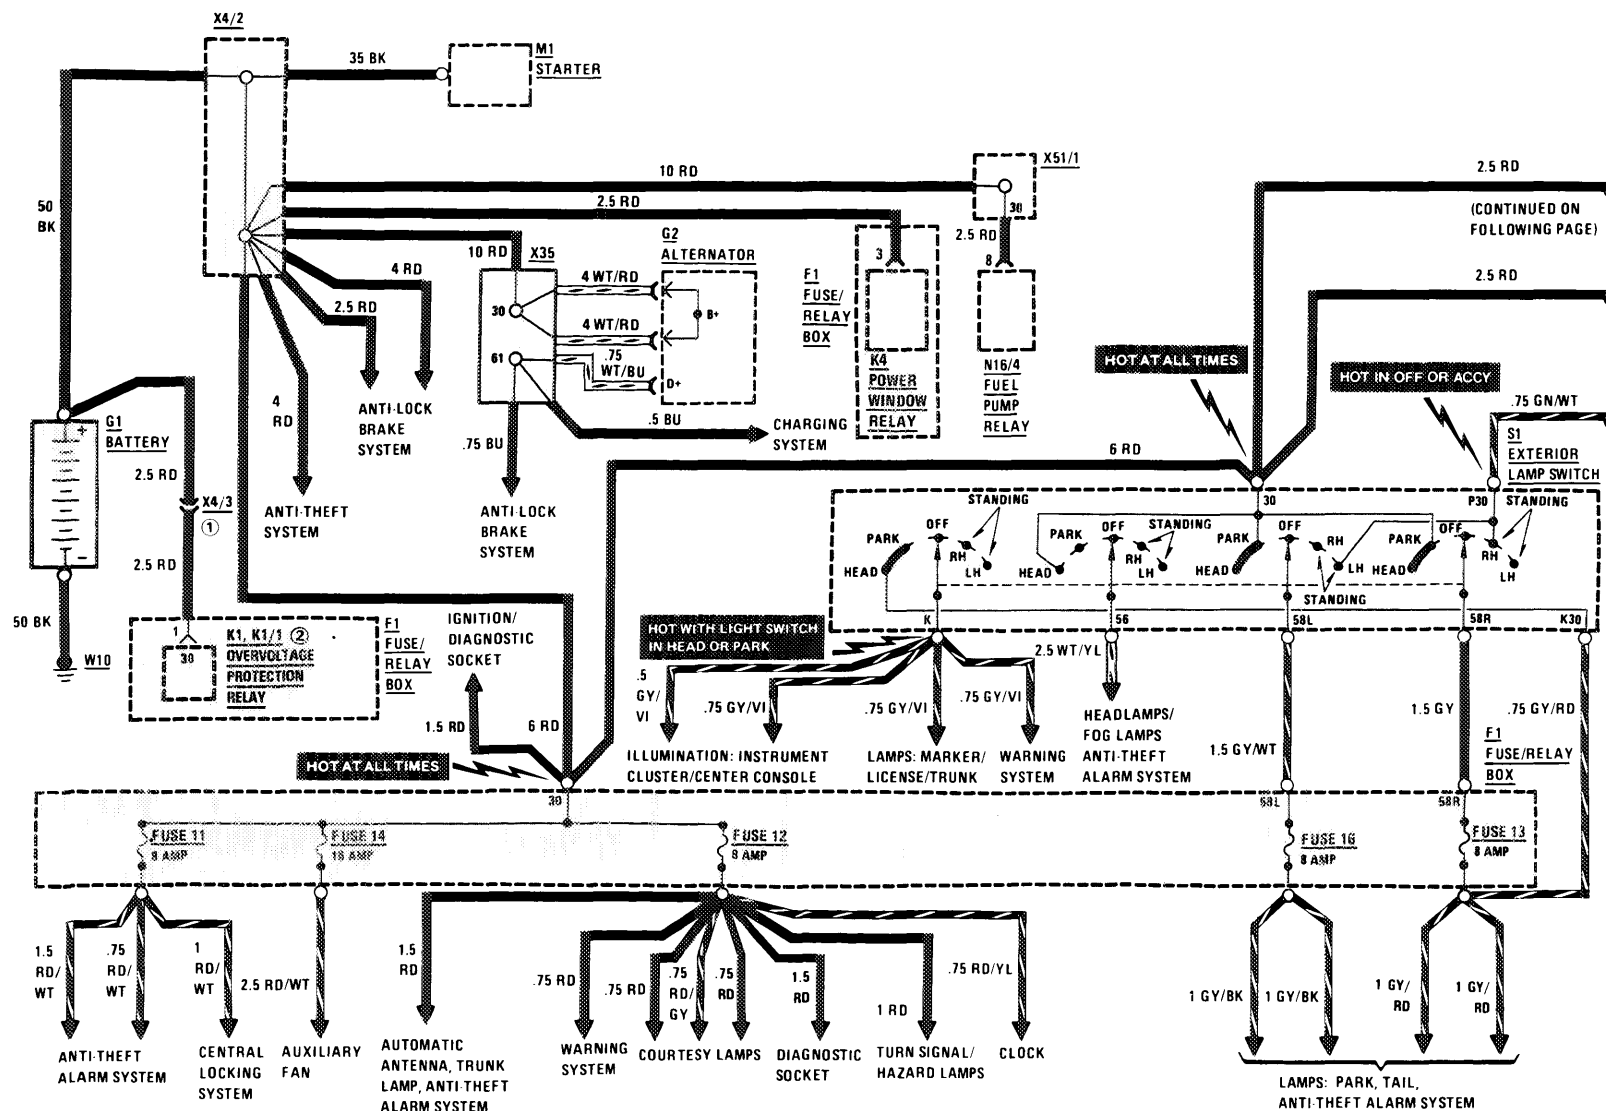 X4/2
35 BK
M1
STARTER
50
BK
10 RD
X51/1
30
2.5 RD
2.5 RD
(CONTINUED ON
FOLLOWING PAGE)
2.5 RD
2.5 RD
8
N16/4
FUEL
PUMP
RELAY
10 RD
X35
G2
ALTERNATOR
4 WT/RD
30
B+
4 WT/RD
61
.75
WT/BU
D+
F1
FUSE/
RELAY
BOX
3
K4
POWER
WINDOW
RELAY
4 RD
2.5 RD
4
RD
ANTI-LOCK
BRAKE
SYSTEM
.75 BU
.5 BU
CHARGING
SYSTEM
ANTI-THEFT
SYSTEM
ANTI-LOCK
BRAKE
SYSTEM
G1
BATTERY
+
-
2.5 RD
X4/3
1
2.5 RD
50 BK
W10
1
30
K1, K1/1 2
OVERVOLTAGE
PROTECTION
RELAY
F1
FUSE/
RELAY
BOX
HOT AT ALL TIMES
HOT IN OFF OR ACCY
.75 GN/WT
S1
EXTERIOR
LAMP SWITCH
6 RD
30
P30
STANDING
STANDING
OFF
PARK
HEAD
RH
LH
PARK
OFF
STANDING
HEAD
RH
LH
OFF
PARK
HEAD
RH
LH
STANDING
OFF
PARK
HEAD
RH
LH
K
56
58L
58R
K30
HOT WITH LIGHT SWITCH
IN HEAD OR PARK
IGNITION/
DIAGNOSTIC
SOCKET
1.5 RD
6 RD
.5
GY/
VI
.75 GY/VI
.75 GY/VI
.75 GY/VI
2.5 WT/YL
1.5 GY/WT
1.5 GY
.75 GY/RD
ILLUMINATION: INSTRUMENT
CLUSTER/CENTER CONSOLE
LAMPS: MARKER/
LICENSE/TRUNK
WARNING
SYSTEM
HEADLAMPS/
FOG LAMPS
ANTI-THEFT
ALARM SYSTEM
F1
FUSE/RELAY
BOX
HOT AT ALL TIMES
30
58L
58R
FUSE 11
8 AMP
FUSE 14
16 AMP
FUSE 12
8 AMP
FUSE 16
8 AMP
FUSE 13
8 AMP
1.5
RD/
WT
.75
RD/
WT
1
RD/
WT
2.5 RD/WT
1.5
RD
.75 RD
.75 RD
.75
RD/
GY
.75
RD
1.5
RD
1 RD
.75 RD/YL
1 GY/BK
1 GY/BK
1 GY/
RD
1 GY/
RD
ANTI-THEFT
ALARM SYSTEM
CENTRAL
LOCKING
SYSTEM
AUXILIARY
FAN
AUTOMATIC
ANTENNA, TRUNK
LAMP, ANTI-THEFT
ALARM SYSTEM
WARNING
SYSTEM
COURTESY LAMPS
DIAGNOSTIC
SOCKET
TURN SIGNAL/
HAZARD LAMPS
CLOCK
LAMPS: PARK, TAIL,
ANTI-THEFT ALARM SYSTEM